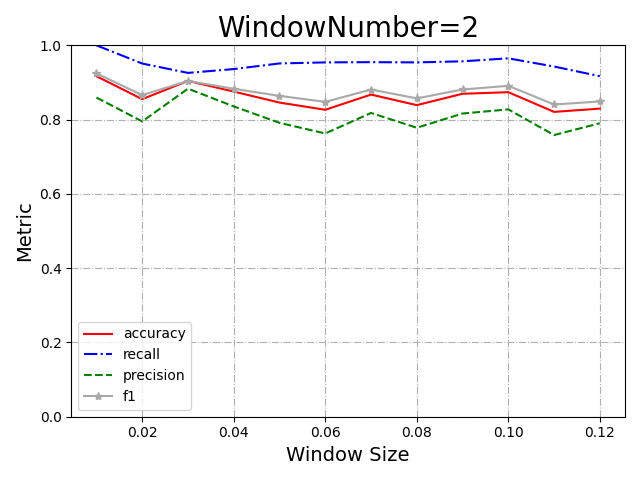 WindowNumber=2
1.0
0.8
0.6
0.4
0.2
0.0
Metric
accuracy
recall
precision
f1
0.02 0.04 0.06 0.08 0.10 0.12
Window Size